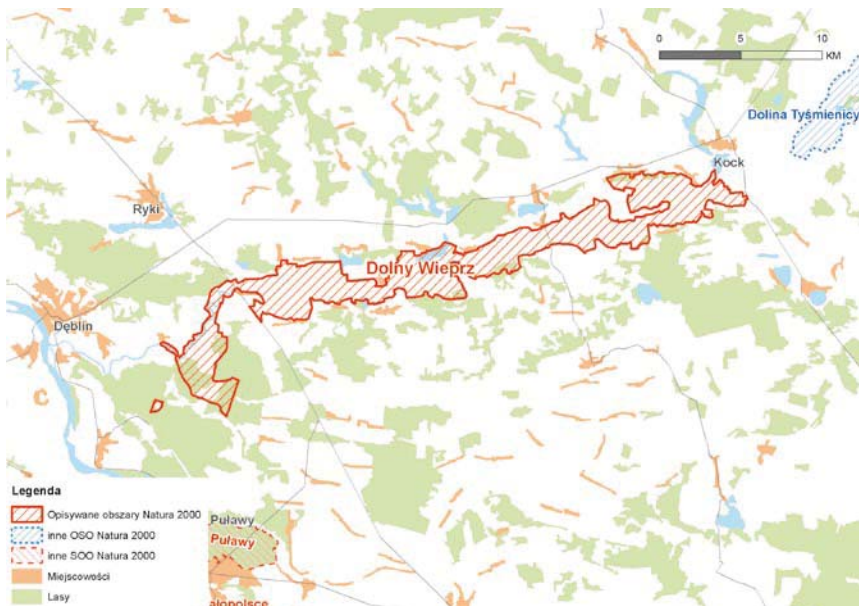 0 5 10
KM
Dolina Tyśmienicy
Kock
Ryki
Dolny Wieprz
Dęblin
Legenda
Opisywane obszary Natura 2000
inne OSO Natura 2000
inne SOO Natura 2000
Miejscowości
Lasy
Puławy
Puławy
ałopolsce